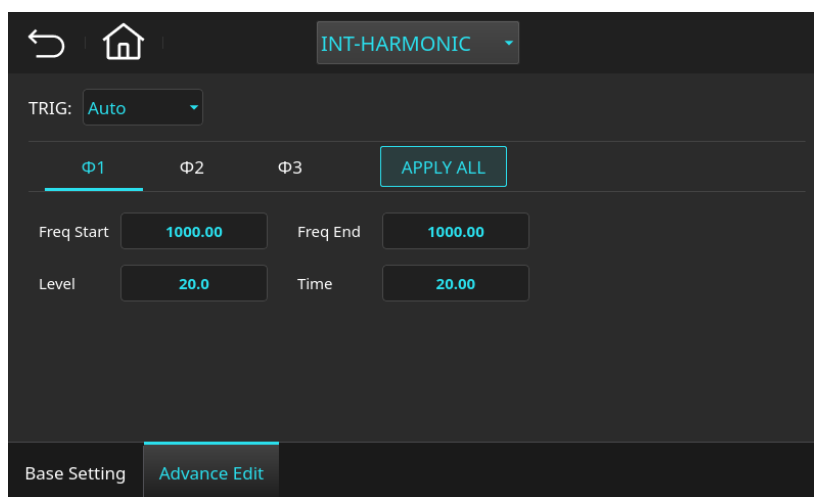 INT-HARMONIC
TRIG: Auto
Φ1 Φ2 Φ3 APPLY ALL
Freq Start 1000.00 Freq End 1000.00
Level 20.0 Time 20.00
Base Setting Advance Edit